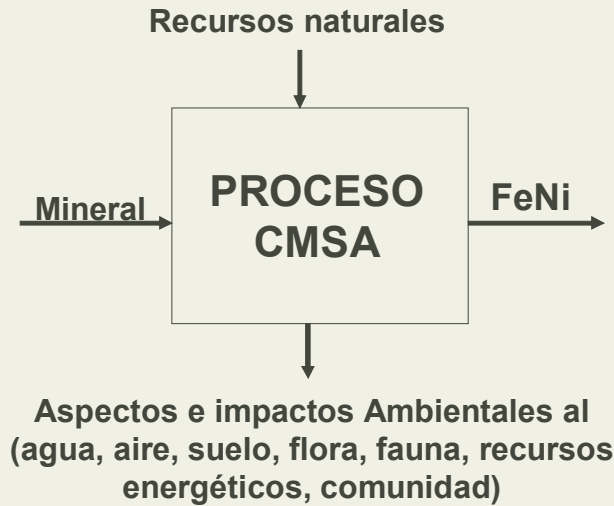 Recursos naturales
Mineral
PROCESO
CMSA
FeNi
Aspectos e impactos Ambientales al
(agua, aire, suelo, flora, fauna, recursos
energéticos, comunidad)